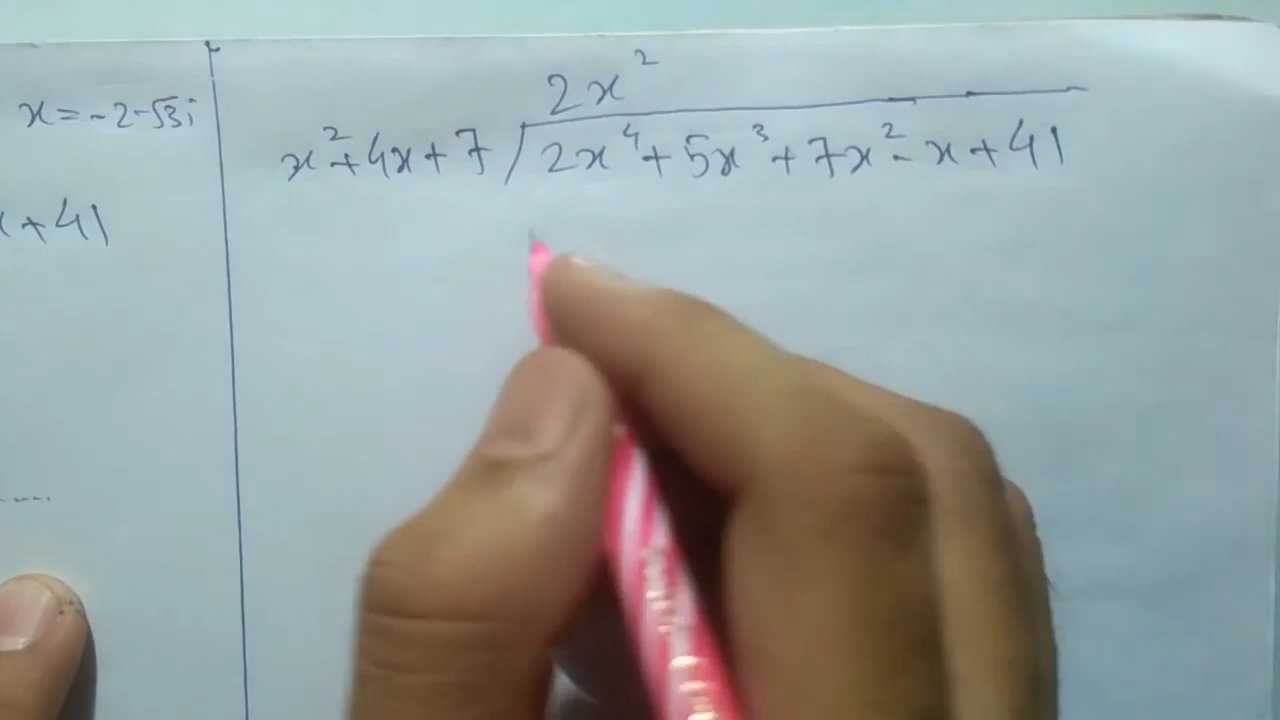 x = -2-√3i
x + 41
2x²
x² + 4x + 7 / 2x⁴ + 5x³ + 7x² - x + 41